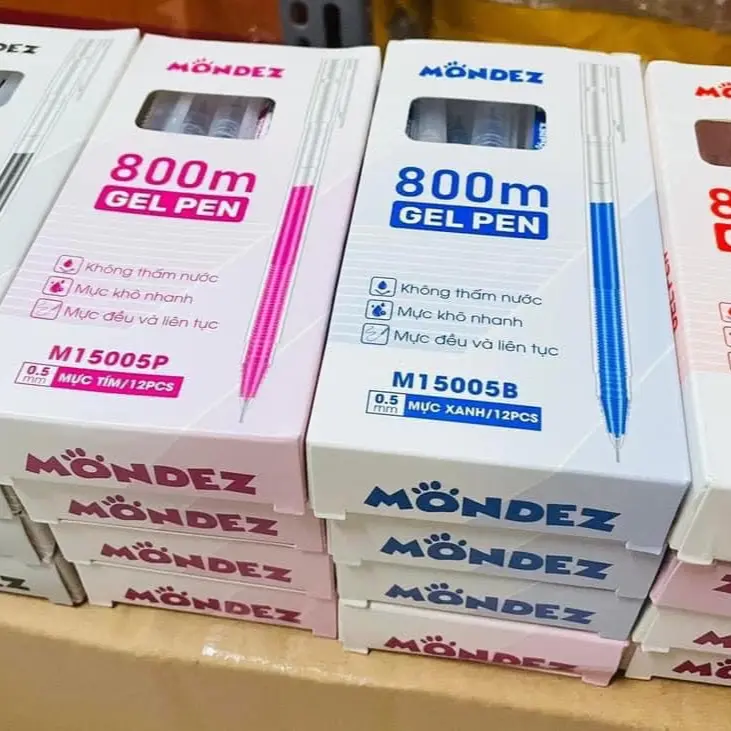 MONDEZ
800m
GEL PEN
Không thấm nước
Mực khô nhanh
Mực đều và liên tục
M15005P
0.5 mm MỰC TÍM/12PCS
MONDEZ
MONDEZ
MONDEZ
MONDEZ
MONDEZ
800m
GEL PEN
Không thấm nước
Mực khô nhanh
Mực đều và liên tục
M15005B
0.5 mm MỰC XANH/12PCS
MONDEZ
MONDEZ
MONDEZ
MONDEZ